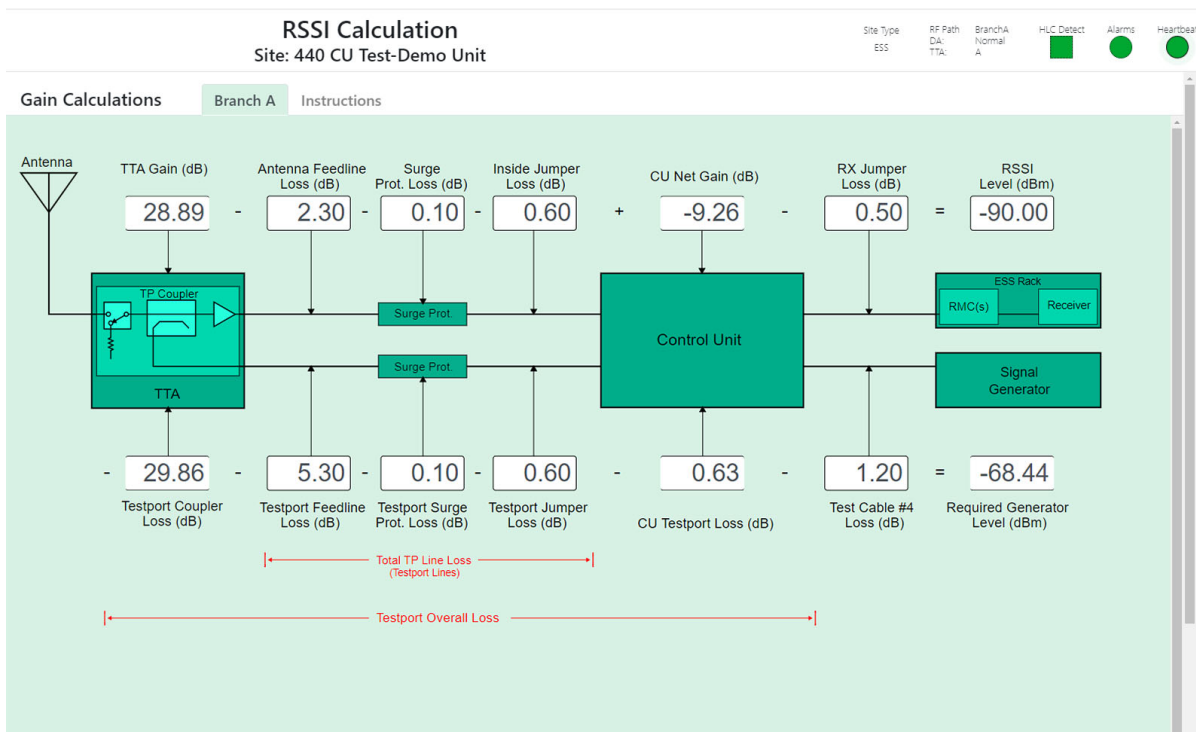 RSSI Calculation
Site: 440 CU Test-Demo Unit
Site Type
ESS
RF Path
DA:
TTA:
BranchA
Normal
A
HLC Detect
Alarms
Heartbeat
Gain Calculations
Branch A
Instructions
Antenna
TTA Gain (dB)
Antenna Feedline
Loss (dB)
Surge
Prot. Loss (dB)
Inside Jumper
Loss (dB)
CU Net Gain (dB)
RX Jumper
Loss (dB)
RSSI
Level (dBm)
28.89 - 2.30 - 0.10 - 0.60 + -9.26 - 0.50 = -90.00
TP Coupler
TTA
Surge Prot.
Surge Prot.
Control Unit
ESS Rack
RMC(s)
Receiver
Signal
Generator
- 29.86 - 5.30 - 0.10 - 0.60 - 0.63 - 1.20 = -68.44
Testport Coupler
Loss (dB)
Testport Feedline
Loss (dB)
Testport Surge
Prot. Loss (dB)
Testport Jumper
Loss (dB)
CU Testport Loss (dB)
Test Cable #4
Loss (dB)
Required Generator
Level (dBm)
Total TP Line Loss
(Testport Lines)
Testport Overall Loss